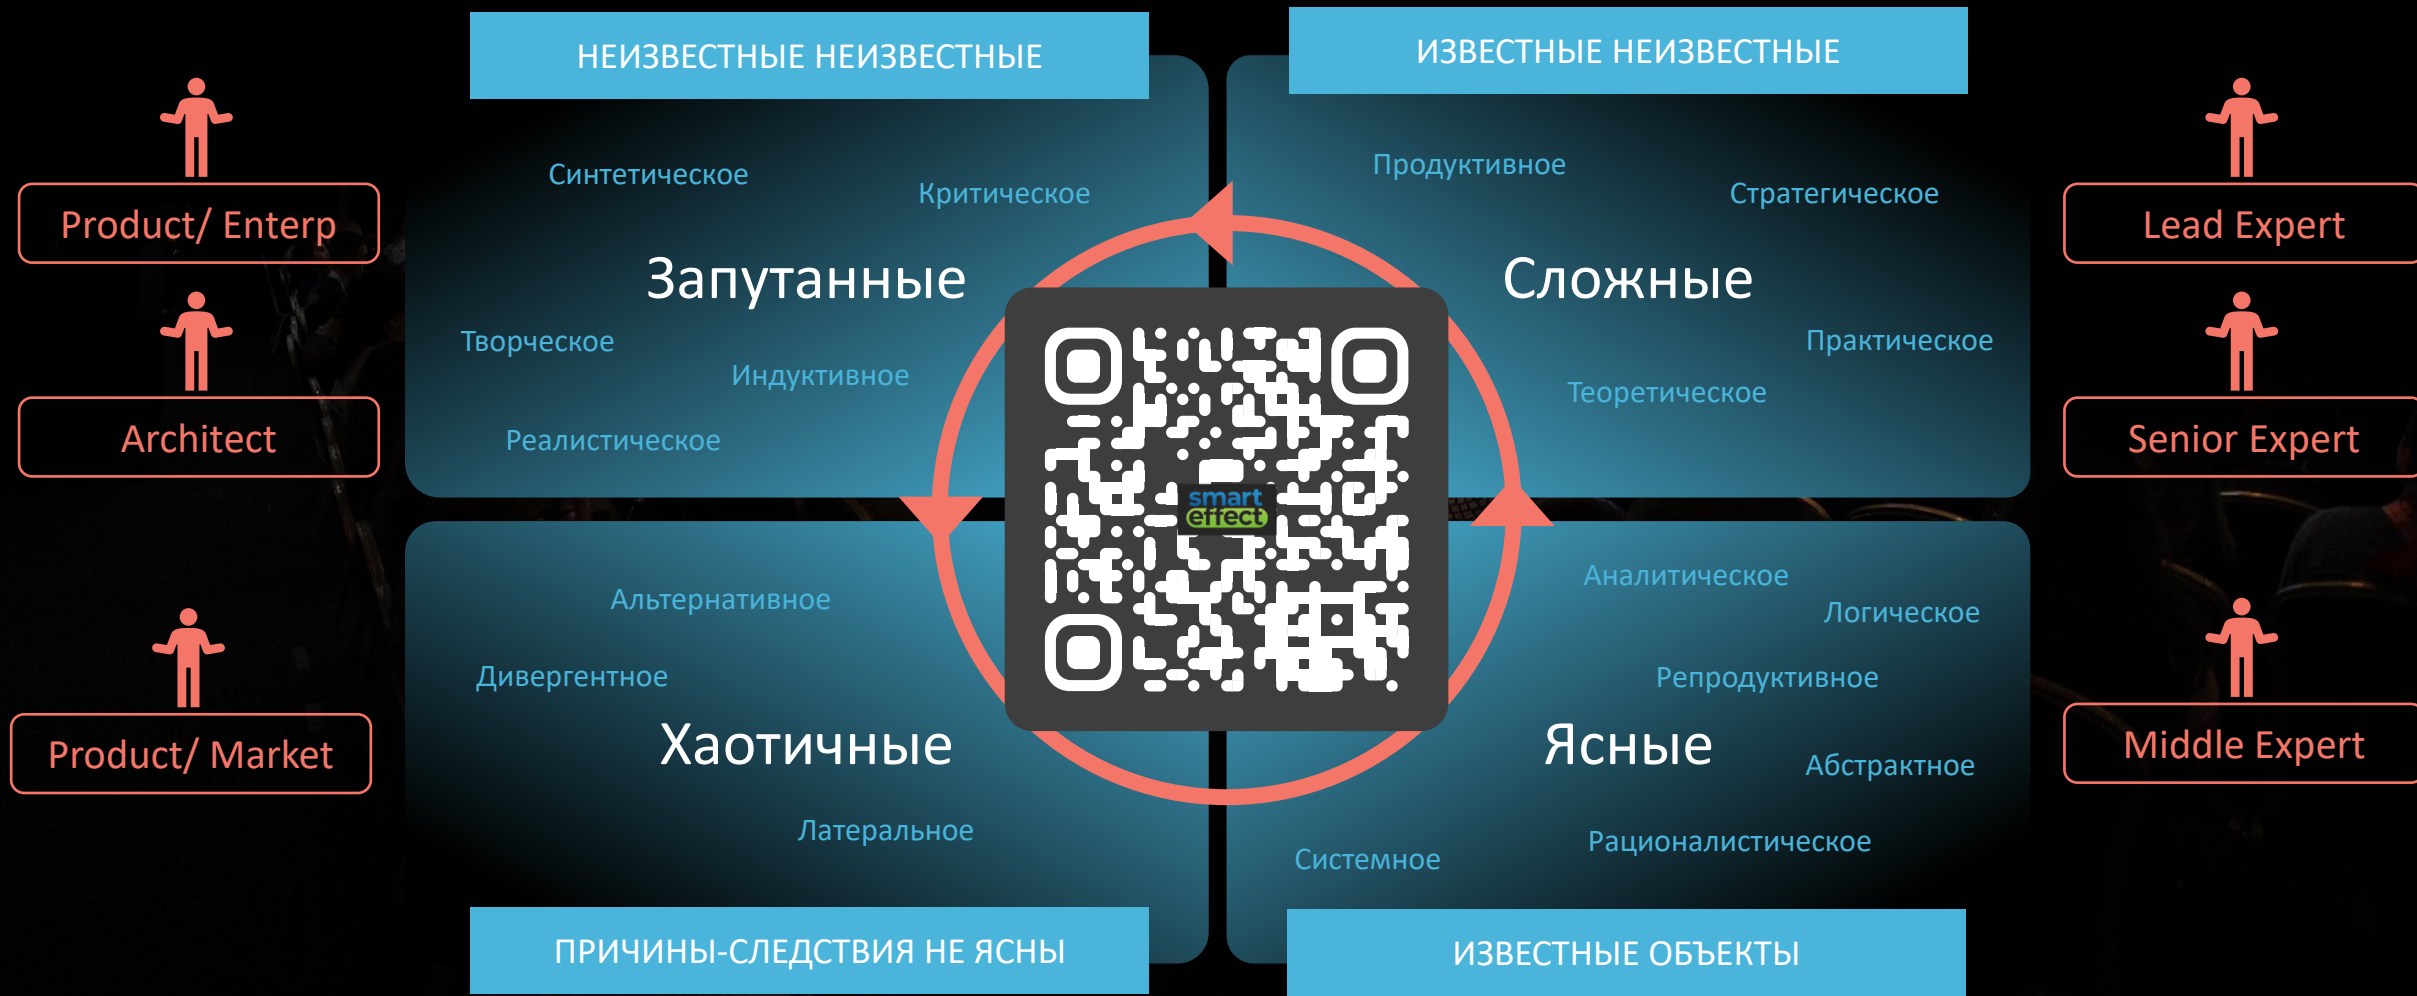 НЕИЗВЕСТНЫЕ НЕИЗВЕСТНЫЕ
ИЗВЕСТНЫЕ НЕИЗВЕСТНЫЕ
Product/ Enterp
Architect
Product/ Market
Синтетическое
Критическое
Запутанные
Творческое
Индуктивное
Реалистическое
Продуктивное
Стратегическое
Сложные
Практическое
Теоретическое
smart
effect
Альтернативное
Дивергентное
Хаотичные
Латеральное
Аналитическое
Логическое
Репродуктивное
Ясные
Абстрактное
Рационалистическое
Системное
Lead Expert
Senior Expert
Middle Expert
ПРИЧИНЫ-СЛЕДСТВИЯ НЕ ЯСНЫ
ИЗВЕСТНЫЕ ОБЪЕКТЫ